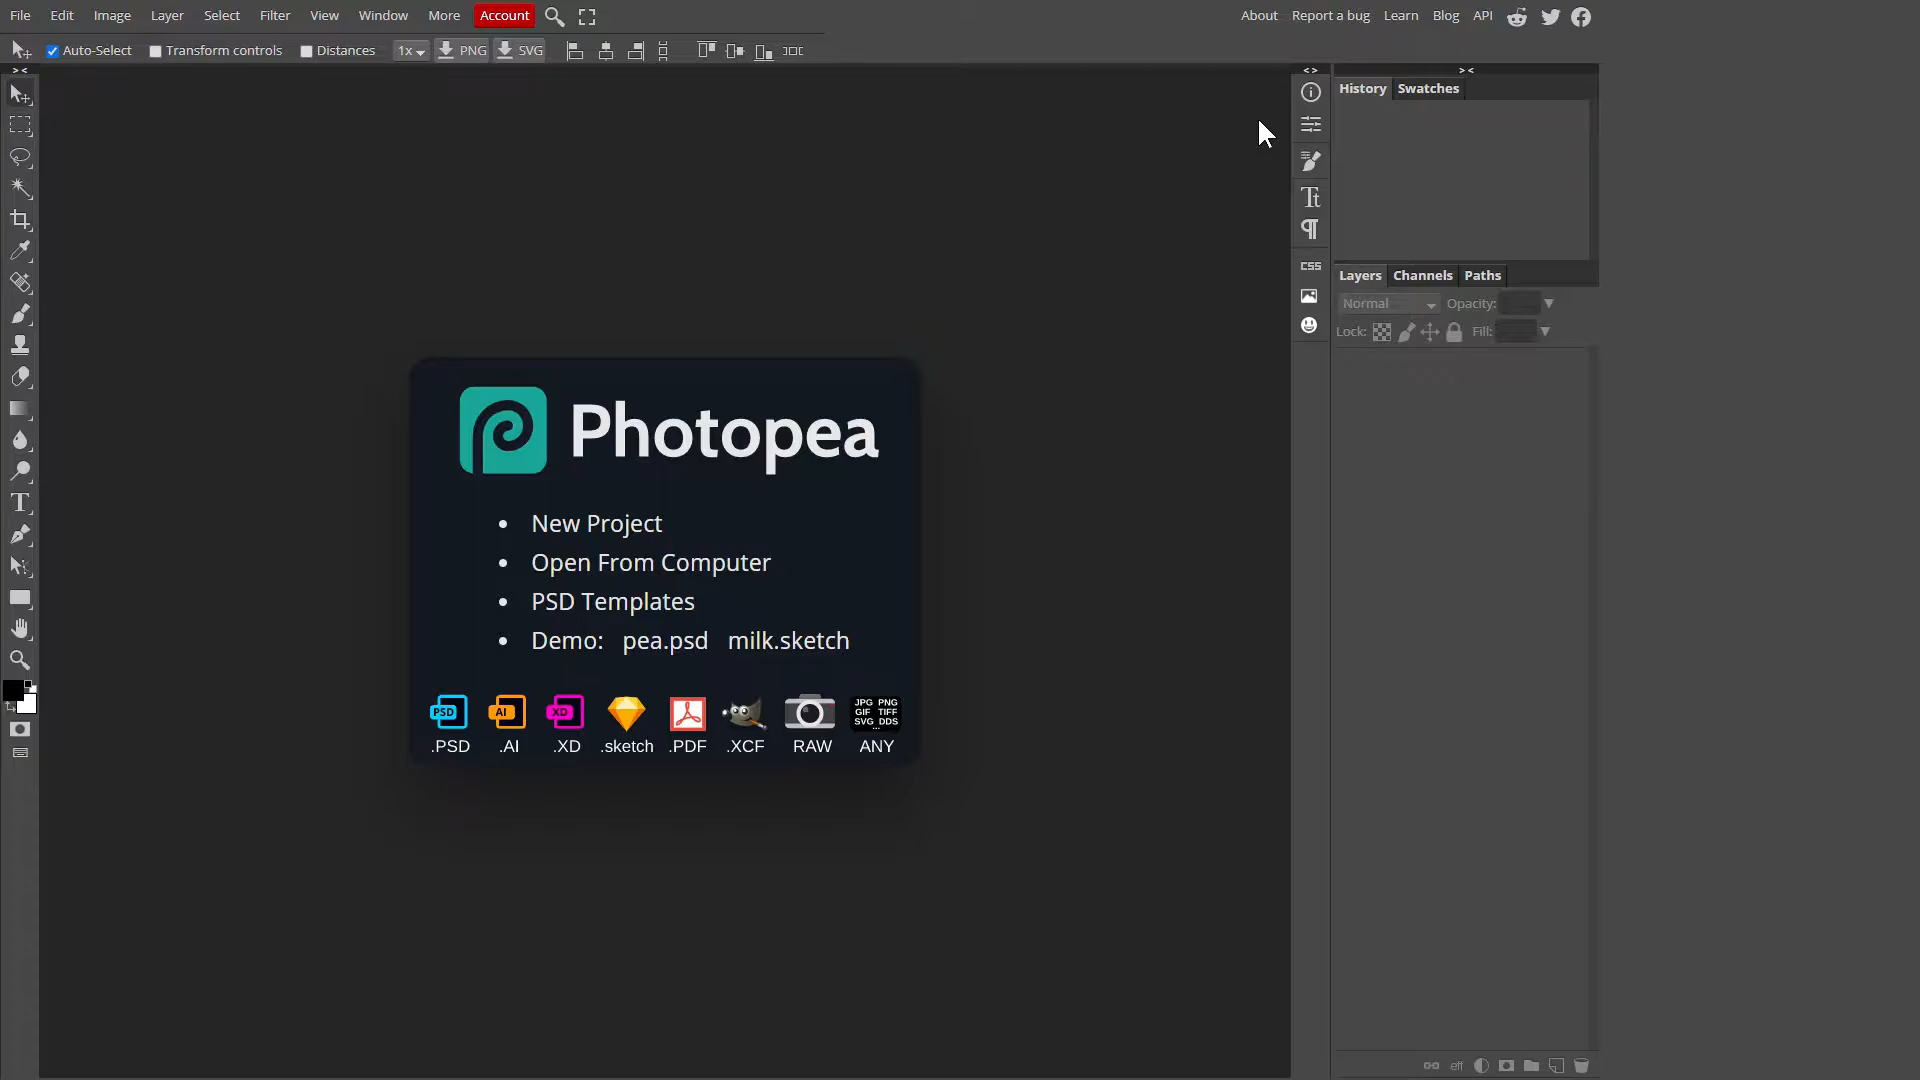 File Edit Image Layer Select Filter View Window More Account
About Report a bug Learn Blog API
Auto-Select Transform controls Distances 1x PNG SVG
> <
< >
> <
History Swatches
Tt
¶
CSS
Layers Channels Paths
Normal Opacity:
Lock: Fill:
Photopea
• New Project
• Open From Computer
• PSD Templates
• Demo: pea.psd milk.sketch
PSD AI XD
JPG PNG
GIF TIFF
SVG DDS
...
.PSD .AI .XD .sketch .PDF .XCF RAW ANY
T
eff